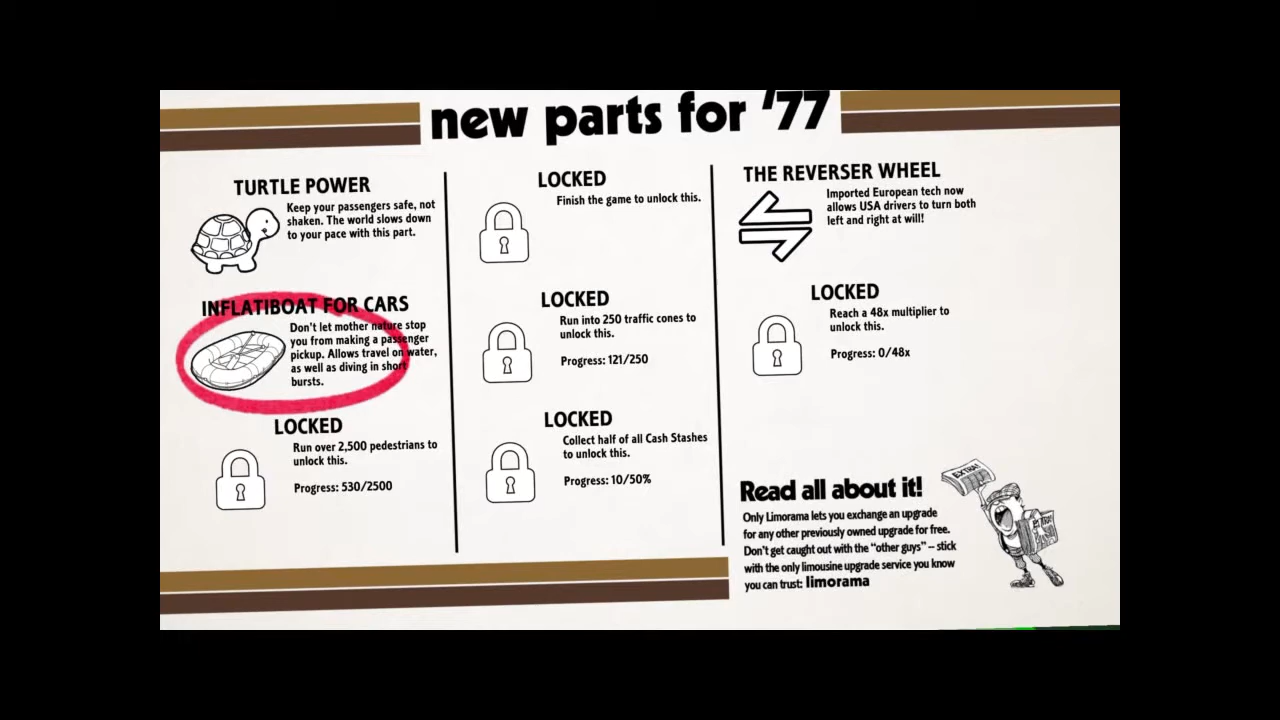 new parts for '77
TURTLE POWER
Keep your passengers safe, not
shaken. The world slows down
to your pace with this part.
INFLATIBOAT FOR CARS
Don't let mother nature stop
you from making a passenger
pickup. Allows travel on water,
as well as diving in short
bursts.
LOCKED
Run over 2,500 pedestrians to
unlock this.
Progress: 530/2500
LOCKED
Finish the game to unlock this.
LOCKED
Run into 250 traffic cones to
unlock this.
Progress: 121/250
LOCKED
Collect half of all Cash Stashes
to unlock this.
Progress: 10/50%
THE REVERSER WHEEL
Imported European tech now
allows USA drivers to turn both
left and right at will!
LOCKED
Reach a 48x multiplier to
unlock this.
Progress: 0/48x
Read all about it!
Only Limorama lets you exchange an upgrade
for any other previously owned upgrade for free.
Don't get caught out with the “other guys” – stick
with the only limousine upgrade service you know
you can trust: limorama
EXTRA!